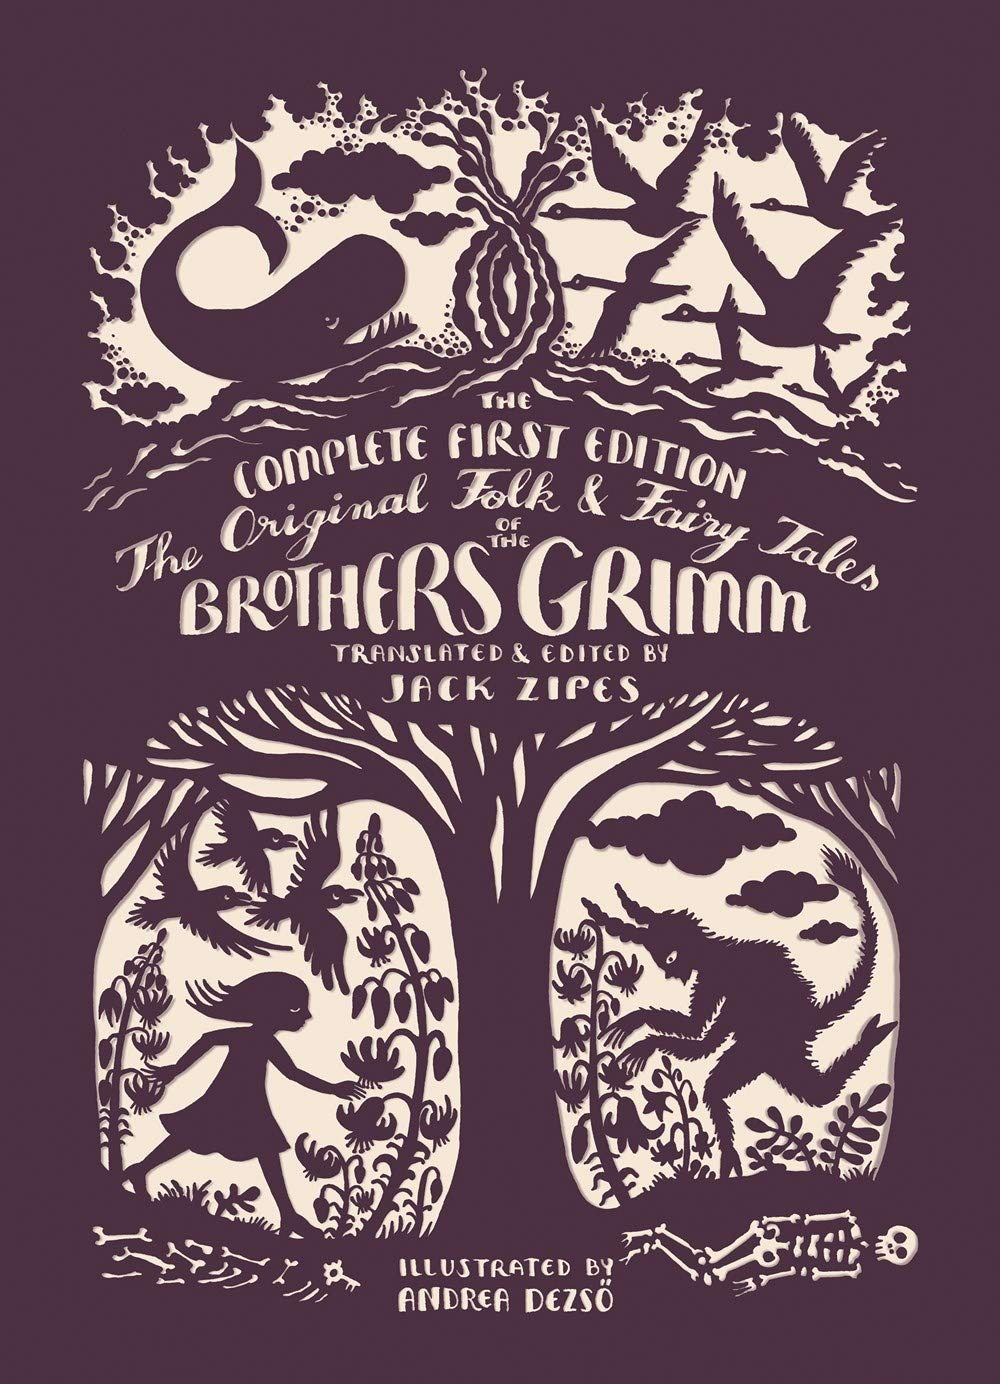 THE
COMPLETE FIRST EDITION
The Original Folk & Fairy Tales
OF
THE
BROTHERS GRIMM
TRANSLATED & EDITED BY
JACK ZIPES
ILLUSTRATED BY
ANDREA DEZSÖ